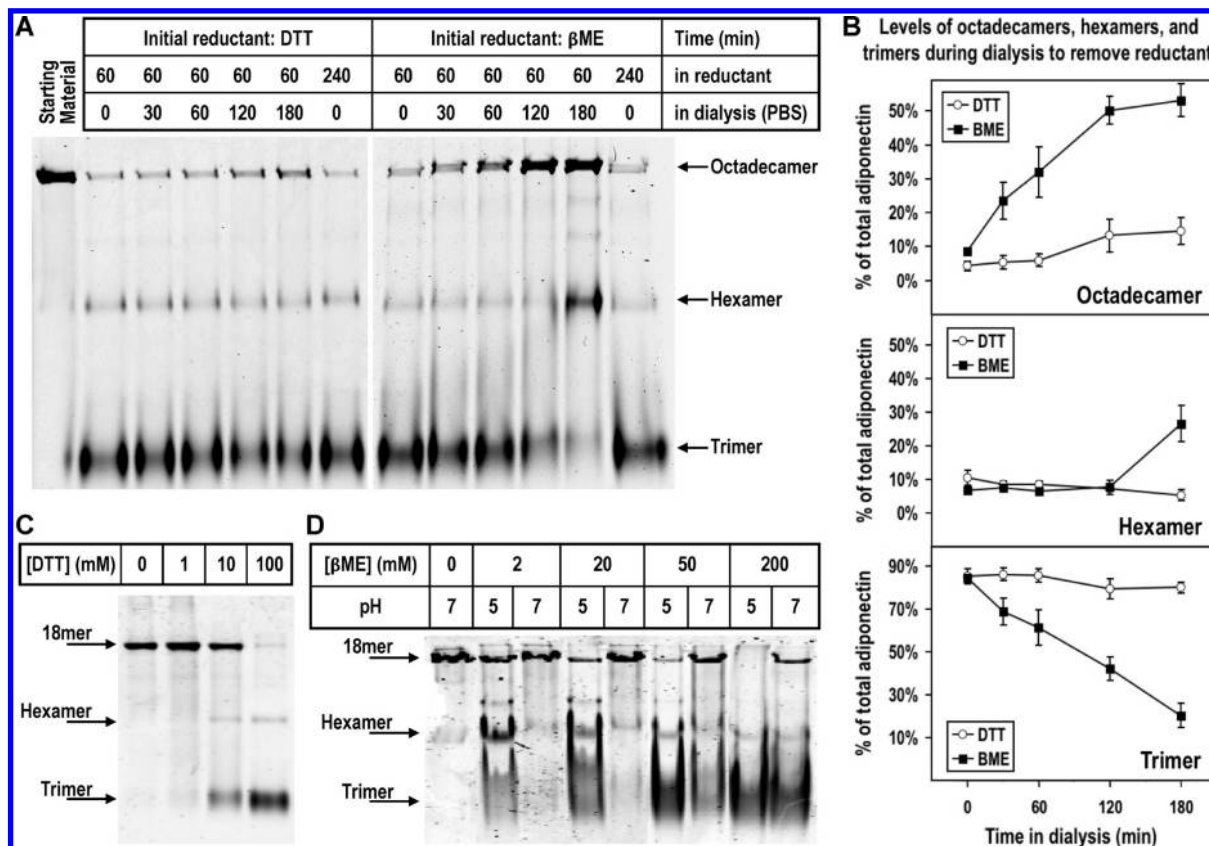 A
Starting Material
Initial reductant: DTT
Initial reductant: βME
Time (min)
60 60 60 60 60 240
60 60 60 60 60 240
in reductant
0 30 60 120 180 0
0 30 60 120 180 0
in dialysis (PBS)
Octadecamer
Hexamer
Trimer
B
Levels of octadecamers, hexamers, and
trimers during dialysis to remove reductant
DTT
BME
50%
40%
30%
20%
10%
0%
% of total adiponectin
Octadecamer
DTT
BME
50%
40%
30%
20%
10%
0%
% of total adiponectin
Hexamer
90%
70%
50%
30%
10%
% of total adiponectin
DTT
BME
Trimer
0 60 120 180
Time in dialysis (min)
C
[DTT] (mM) 0 1 10 100
18mer
Hexamer
Trimer
D
[βME] (mM) 0 2 20 50 200
pH 7 5 7 5 7 5 7 5 7
18mer
Hexamer
Trimer